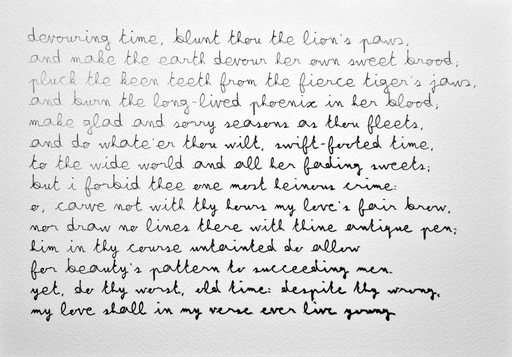 devouring time, blunt thou the lion's paws,
and make the earth devour her own sweet brood;
pluck the keen teeth from the fierce tiger's jaws,
and burn the long-lived phoenix in her blood;
make glad and sorry seasons as thou fleets,
and do whate'er thou wilt, swift-footed time,
to the wide world and all her fading sweets;
but i forbid thee one most heinous crime:
o, carve not with thy hours my love's fair brow,
nor draw no lines there with thine antique pen;
him in thy course untainted do allow
for beauty's pattern to succeeding men.
yet, do thy worst, old time: despite thy wrong,
my love shall in my verse ever live young